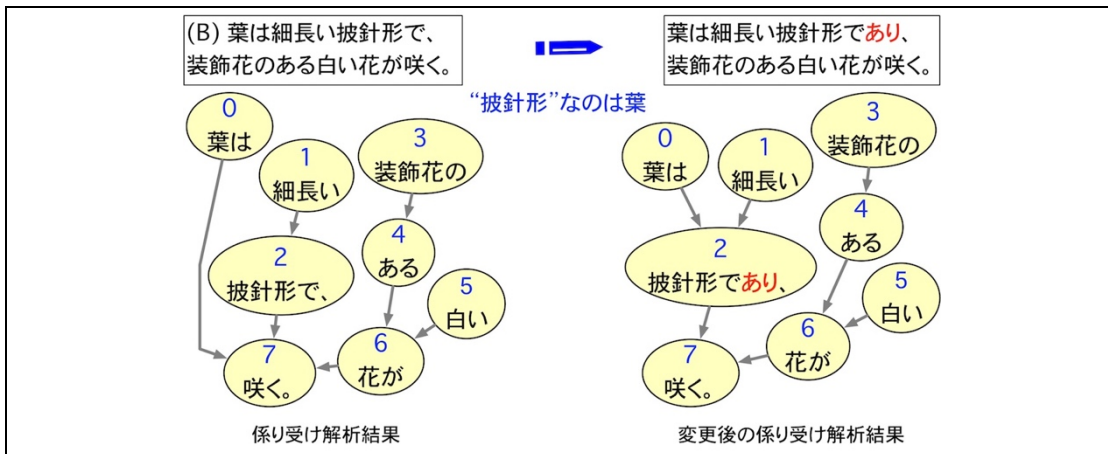 (B) 葉は細長い披針形で、
装飾花のある白い花が咲く。
葉は細長い披針形であり、
装飾花のある白い花が咲く。
“披針形”なのは葉
0
葉は
1
細長い
3
装飾花の
2
披針形で、
4
ある
5
白い
7
咲く。
6
花が
係り受け解析結果
0
葉は
1
細長い
3
装飾花の
2
披針形であり、
4
ある
5
白い
7
咲く。
6
花が
変更後の係り受け解析結果